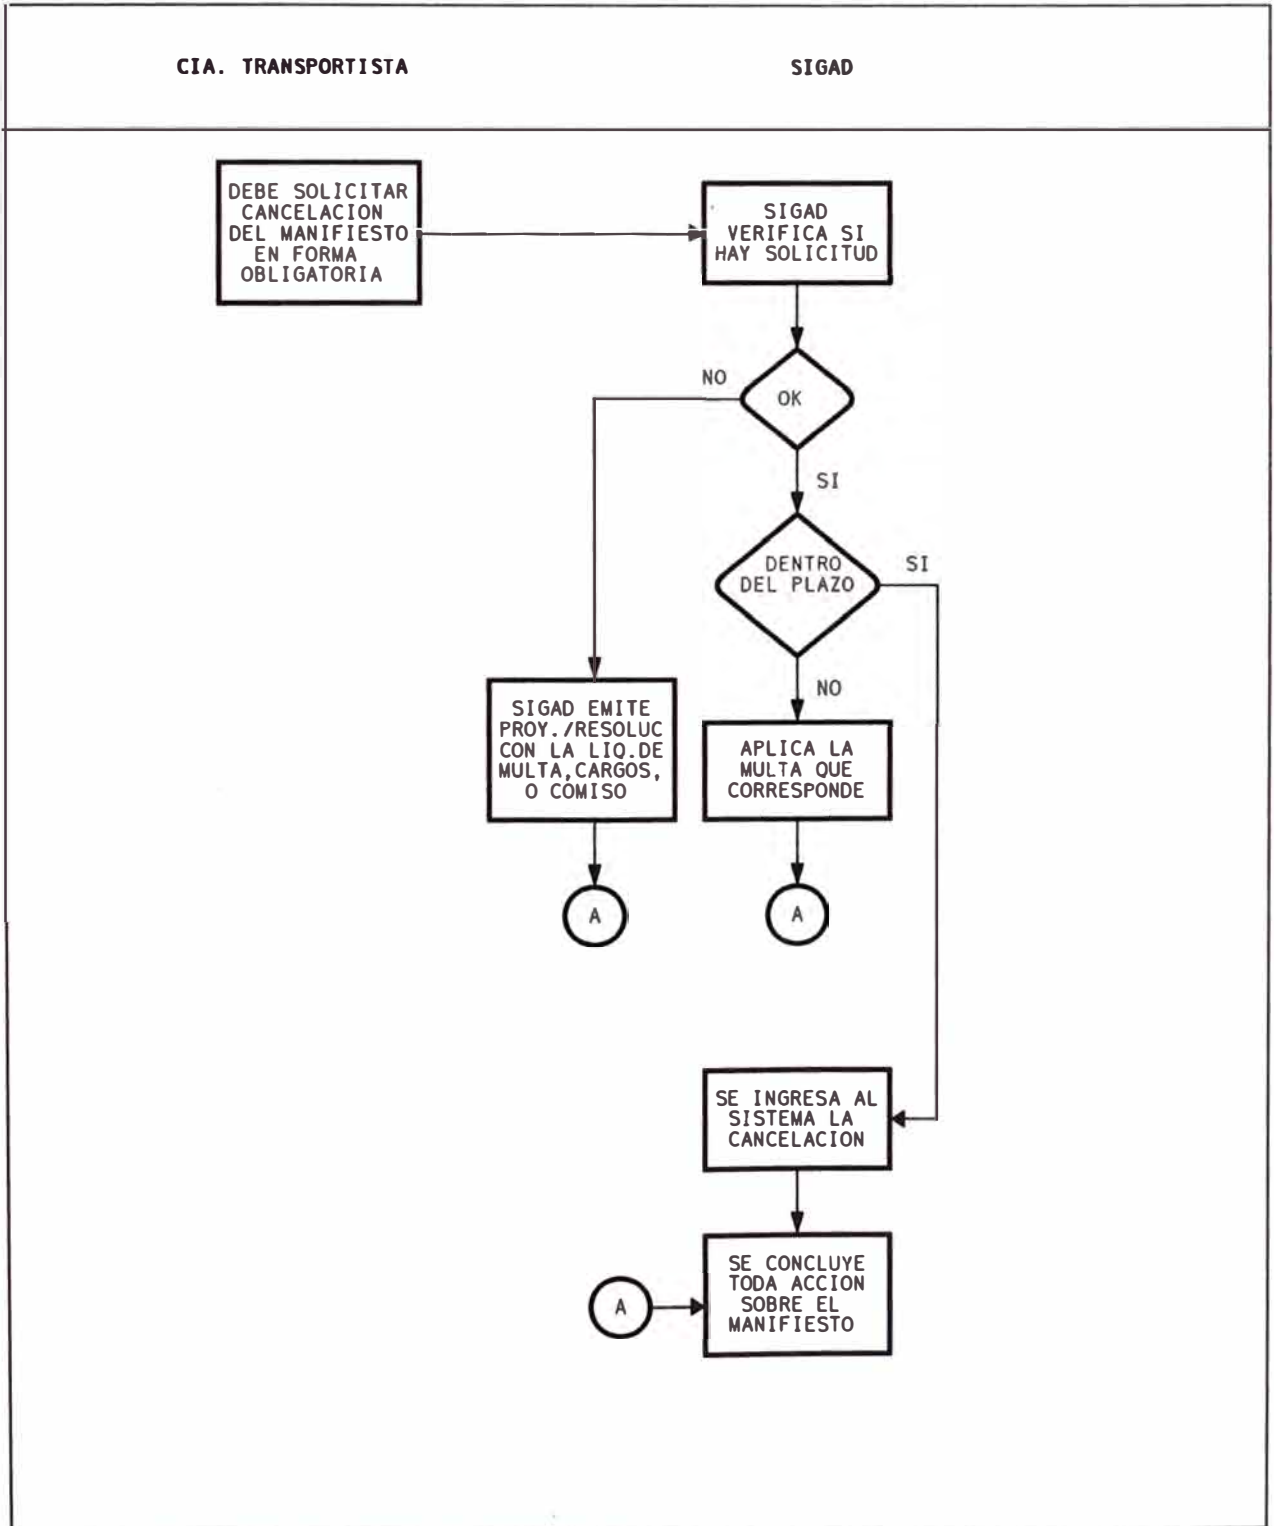 CIA. TRANSPORTISTA
SIGAD
DEBE SOLICITAR
CANCELACION
DEL MANIFIESTO
EN FORMA
OBLIGATORIA
SIGAD
VERIFICA SI
HAY SOLICITUD
NO
OK
SI
DENTRO
DEL PLAZO
SI
NO
SIGAD EMITE
PROY./RESOLUC
CON LA LIQ.DE
MULTA,CARGOS,
O COMISO
APLICA LA
MULTA QUE
CORRESPONDE
A
A
SE INGRESA AL
SISTEMA LA
CANCELACION
SE CONCLUYE
TODA ACCION
SOBRE EL
MANIFIESTO
A